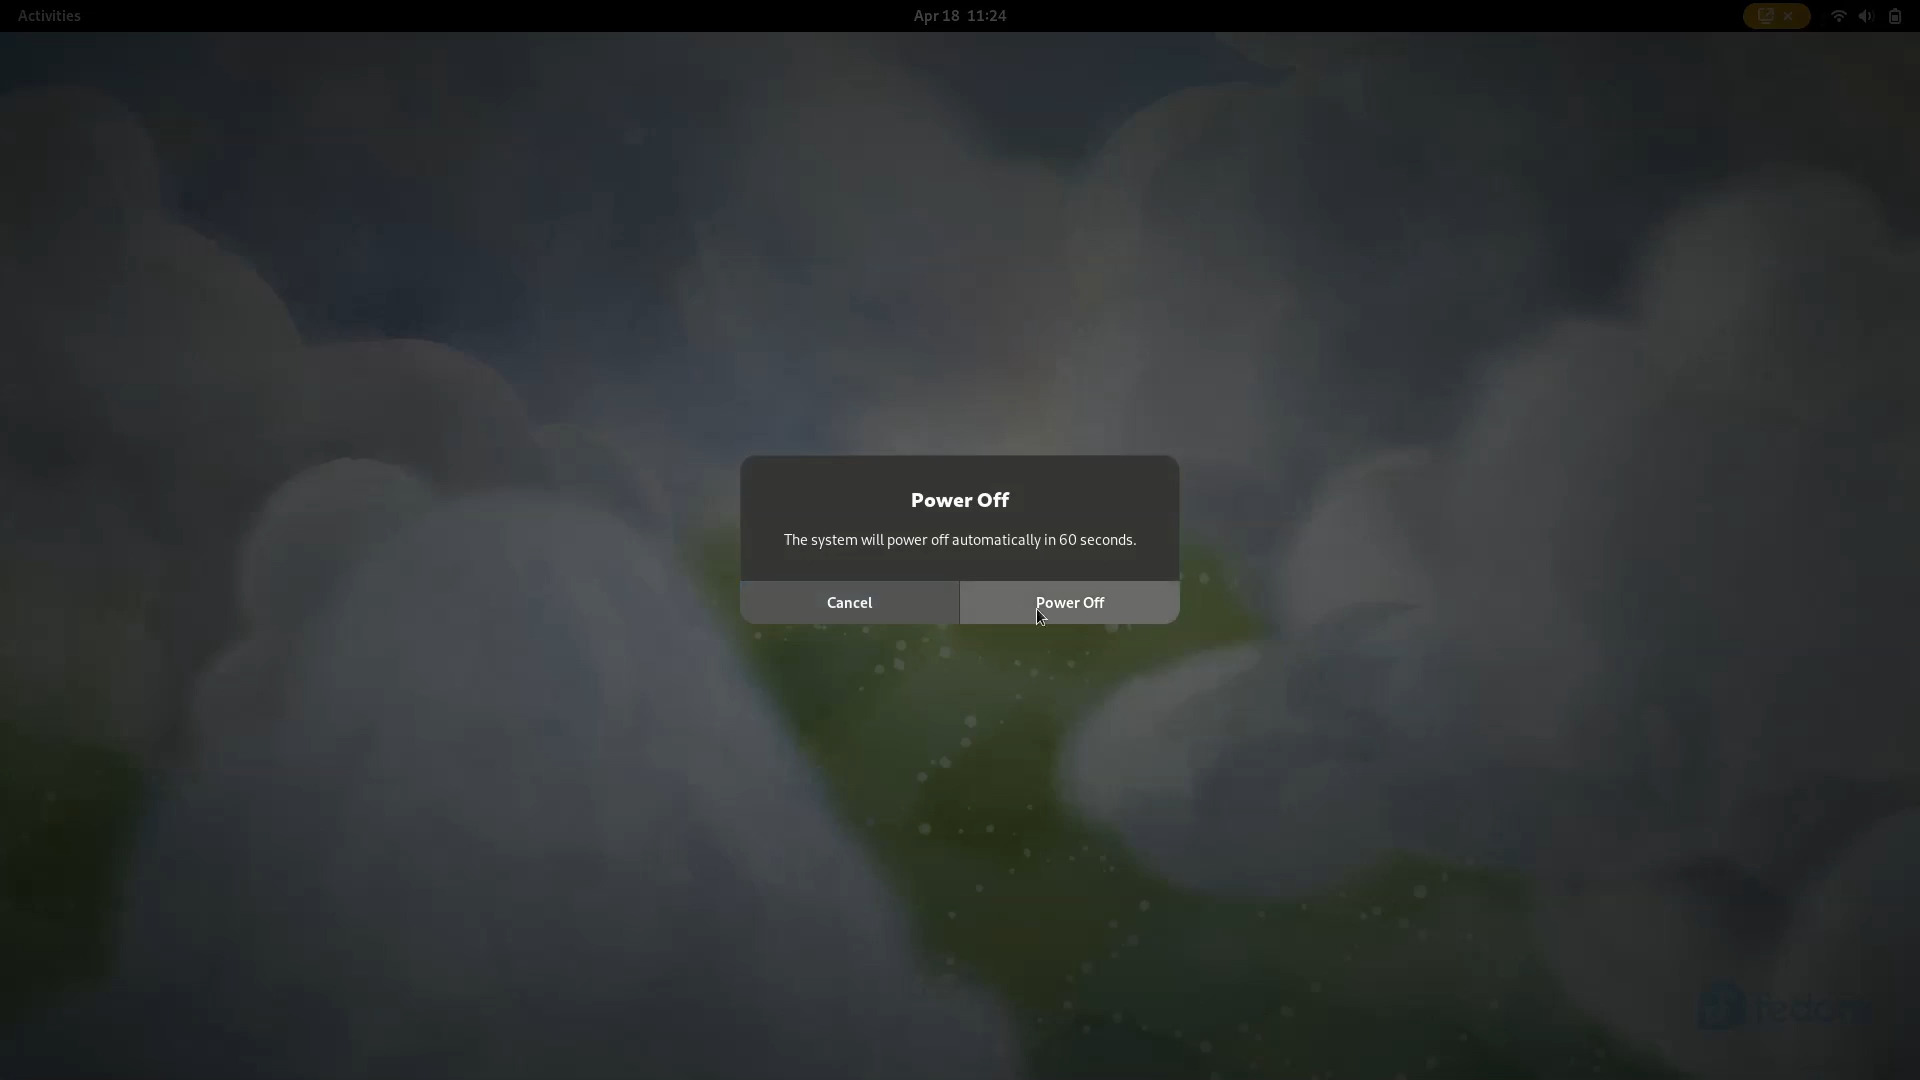 Activities
Apr 18 11:24
Power Off
The system will power off automatically in 60 seconds.
Cancel
Power Off
fedora